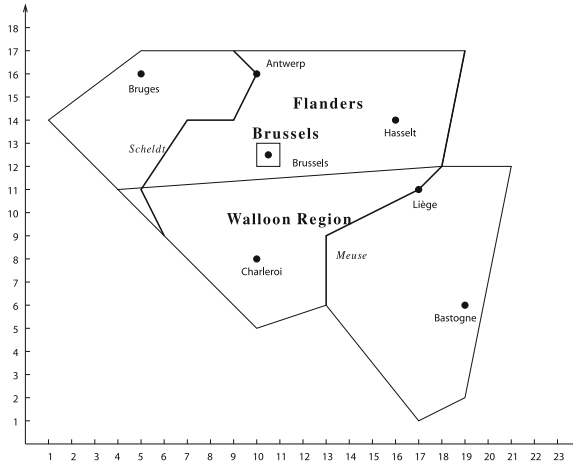 18
17
16
15
14
13
12
11
10
9
8
7
6
5
4
3
2
1
Antwerp
Bruges
Flanders
Hasselt
Scheldt
Brussels
Brussels
Liège
Walloon Region
Meuse
Charleroi
Bastogne
1 2 3 4 5 6 7 8 9 10 11 12 13 14 15 16 17 18 19 20 21 22 23